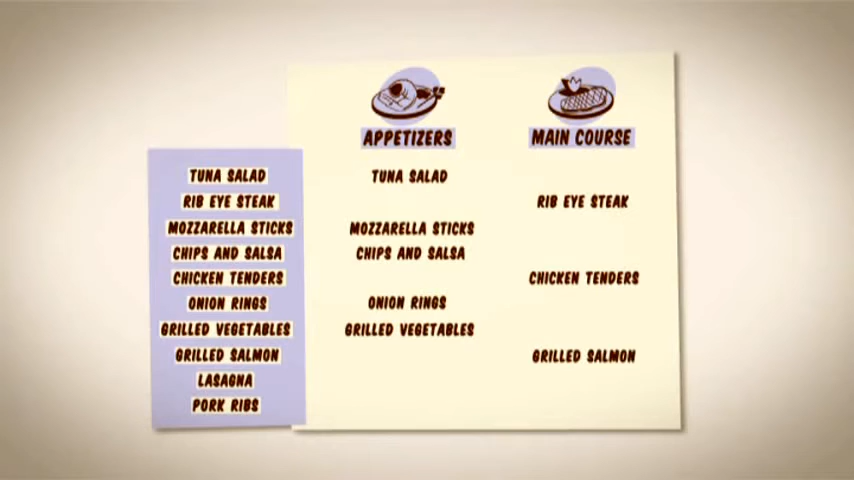 APPETIZERS MAIN COURSE
TUNA SALAD TUNA SALAD
RIB EYE STEAK RIB EYE STEAK
MOZZARELLA STICKS MOZZARELLA STICKS
CHIPS AND SALSA CHIPS AND SALSA
CHICKEN TENDERS CHICKEN TENDERS
ONION RINGS ONION RINGS
GRILLED VEGETABLES GRILLED VEGETABLES
GRILLED SALMON GRILLED SALMON
LASAGNA
PORK RIBS